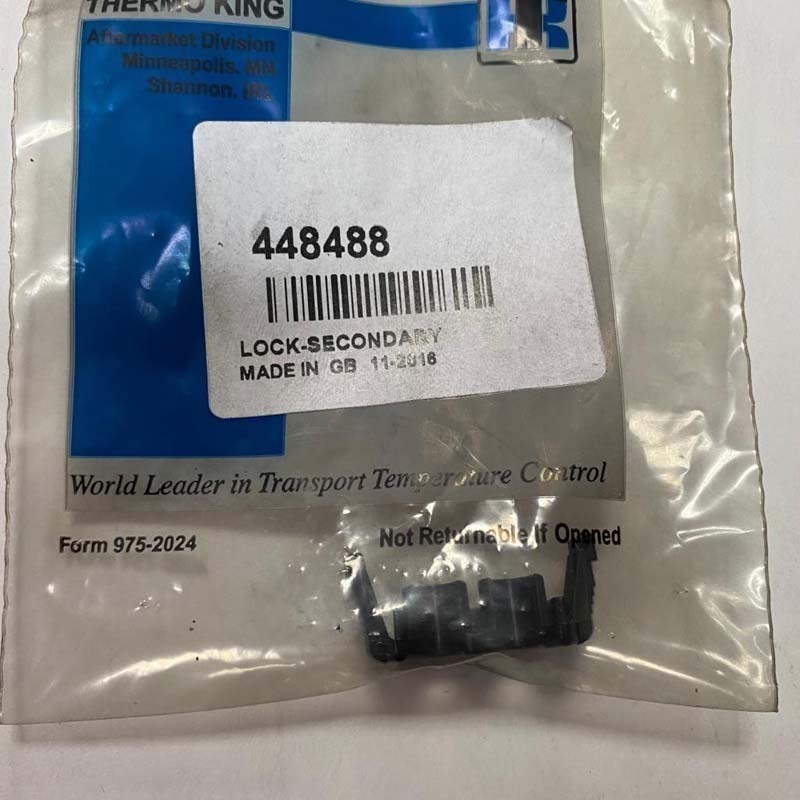 THERMO KING
Aftermarket Division
Minneapolis. MN
Shannon. IRL
448488
LOCK-SECONDARY
MADE IN GB 11-2016
World Leader in Transport Temperature Control
Form 975-2024
Not Returnable If Opened